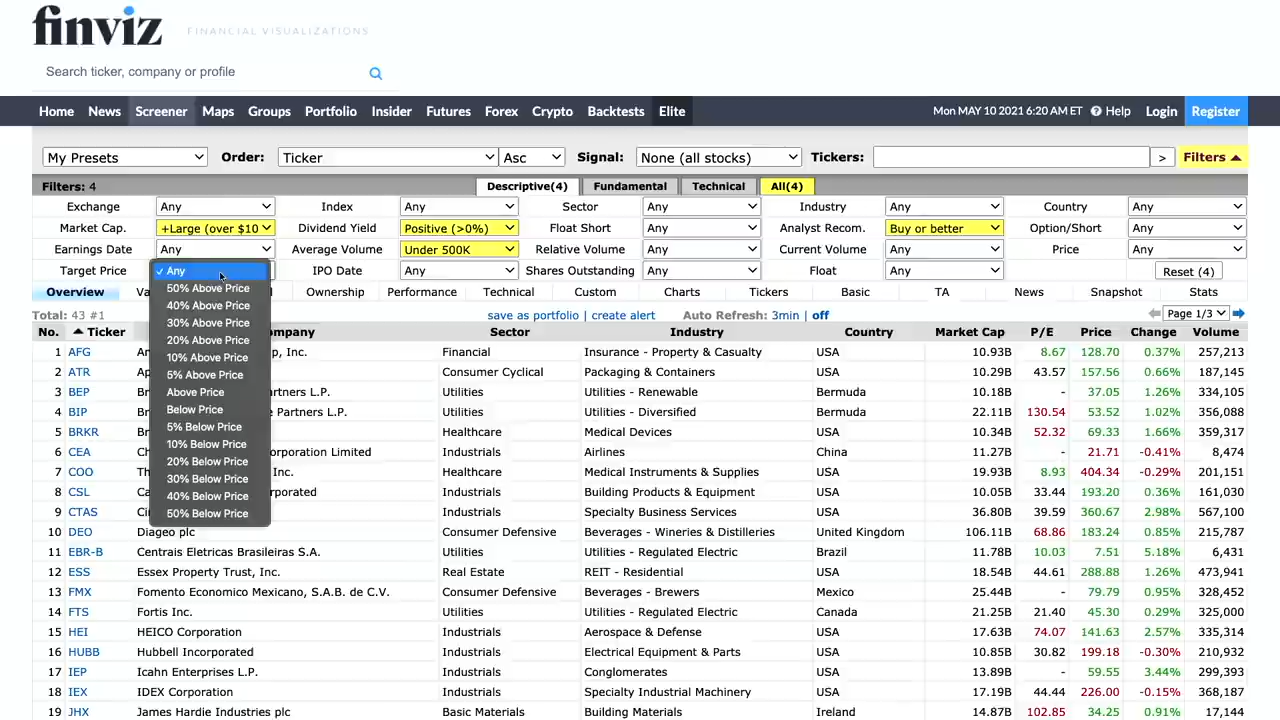 finviz FINANCIAL VISUALIZATIONS
Search ticker, company or profile
Home News Screener Maps Groups Portfolio Insider Futures Forex Crypto Backtests Elite Mon MAY 10 2021 6:20 AM ET Help Login Register
My Presets Order: Ticker Asc Signal: None (all stocks) Tickers: > Filters
Filters: 4 Descriptive(4) Fundamental Technical All(4)
Exchange Any Index Any Sector Any Industry Any Country Any
Market Cap. +Large (over $10 Dividend Yield Positive (>0%) Float Short Any Analyst Recom. Buy or better Option/Short Any
Earnings Date Any Average Volume Under 500K Relative Volume Any Current Volume Any Price Any
Target Price ✓ Any IPO Date Any Shares Outstanding Any Float Any Reset (4)
50% Above Price
40% Above Price
30% Above Price
20% Above Price
10% Above Price
5% Above Price
Above Price
Below Price
5% Below Price
10% Below Price
20% Below Price
30% Below Price
40% Below Price
50% Below Price
Overview Ownership Performance Technical Custom Charts Tickers Basic TA News Snapshot Stats
Total: 43 #1 save as portfolio | create alert Auto Refresh: 3min | off Page 1/3
No. Ticker Sector Industry Country Market Cap P/E Price Change Volume
1 AFG p, Inc. Financial Insurance - Property & Casualty USA 10.93B 8.67 128.70 0.37% 257,213
2 ATR Consumer Cyclical Packaging & Containers USA 10.29B 43.57 157.56 0.66% 187,145
3 BEP artners L.P. Utilities Utilities - Renewable Bermuda 10.18B - 37.05 1.26% 334,105
4 BIP Partners L.P. Utilities Utilities - Diversified Bermuda 22.11B 130.54 53.52 1.02% 356,088
5 BRKR Healthcare Medical Devices USA 10.34B 52.32 69.33 1.66% 359,317
6 CEA orporation Limited Industrials Airlines China 11.27B - 21.71 -0.41% 8,474
7 COO Inc. Healthcare Medical Instruments & Supplies USA 19.93B 8.93 404.34 -0.29% 201,151
8 CSL orporated Industrials Building Products & Equipment USA 10.05B 33.44 193.20 0.36% 161,030
9 CTAS Industrials Specialty Business Services USA 36.80B 39.59 360.67 2.98% 567,100
10 DEO Diageo plc Consumer Defensive Beverages - Wineries & Distilleries United Kingdom 106.11B 68.86 183.24 0.85% 215,787
11 EBR-B Centrais Eletricas Brasileiras S.A. Utilities Utilities - Regulated Electric Brazil 11.78B 10.03 7.51 5.18% 6,431
12 ESS Essex Property Trust, Inc. Real Estate REIT - Residential USA 18.54B 44.61 288.88 1.26% 473,941
13 FMX Fomento Economico Mexicano, S.A.B. de C.V. Consumer Defensive Beverages - Brewers Mexico 25.44B - 79.79 0.95% 328,452
14 FTS Fortis Inc. Utilities Utilities - Regulated Electric Canada 21.25B 21.40 45.30 0.29% 325,000
15 HEI HEICO Corporation Industrials Aerospace & Defense USA 17.63B 74.07 141.63 2.57% 335,314
16 HUBB Hubbell Incorporated Industrials Electrical Equipment & Parts USA 10.85B 30.82 199.18 -0.30% 210,932
17 IEP Icahn Enterprises L.P. Industrials Conglomerates USA 13.89B - 59.55 3.44% 299,393
18 IEX IDEX Corporation Industrials Specialty Industrial Machinery USA 17.19B 44.44 226.00 -0.15% 368,187
19 JHX James Hardie Industries plc Basic Materials Building Materials Ireland 14.87B 102.85 34.25 0.91% 17,144